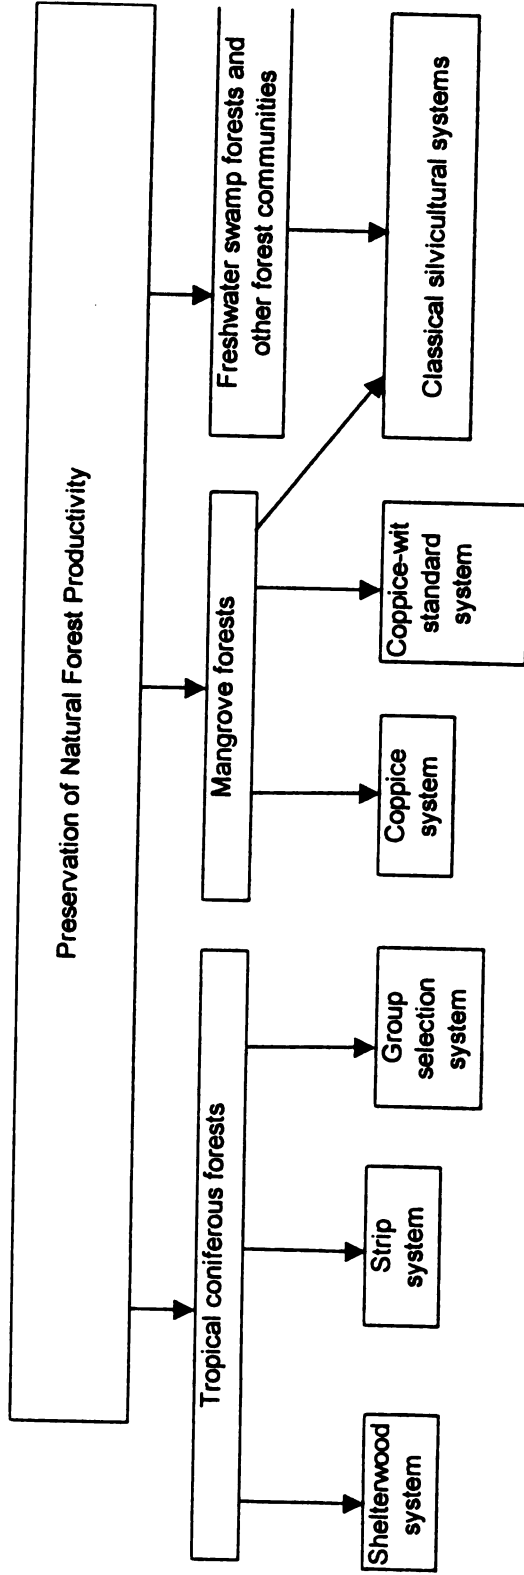 Preservation of Natural Forest Productivity
Tropical coniferous forests
Mangrove forests
Freshwater swamp forests and
other forest communities
Shelterwood
system
Strip
system
Group
selection
system
Coppice
system
Coppice-wit
standard
system
Classical silvicultural systems